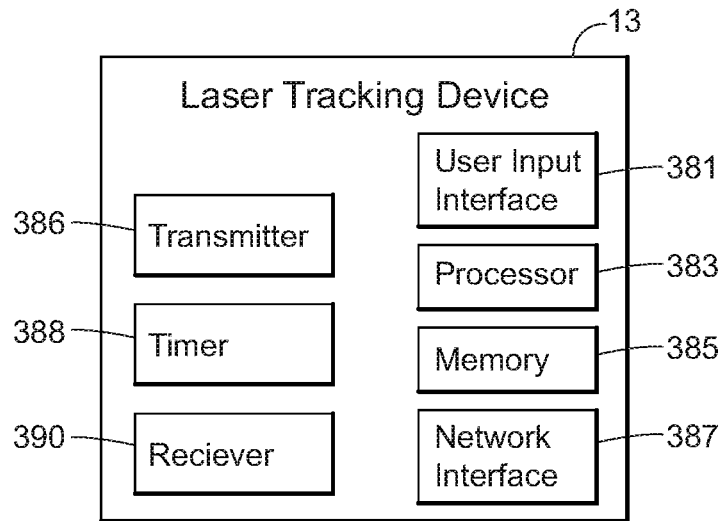 13
Laser Tracking Device
User Input
Interface
381
386
Transmitter
Processor
383
388
Timer
Memory
385
390
Reciever
Network
Interface
387